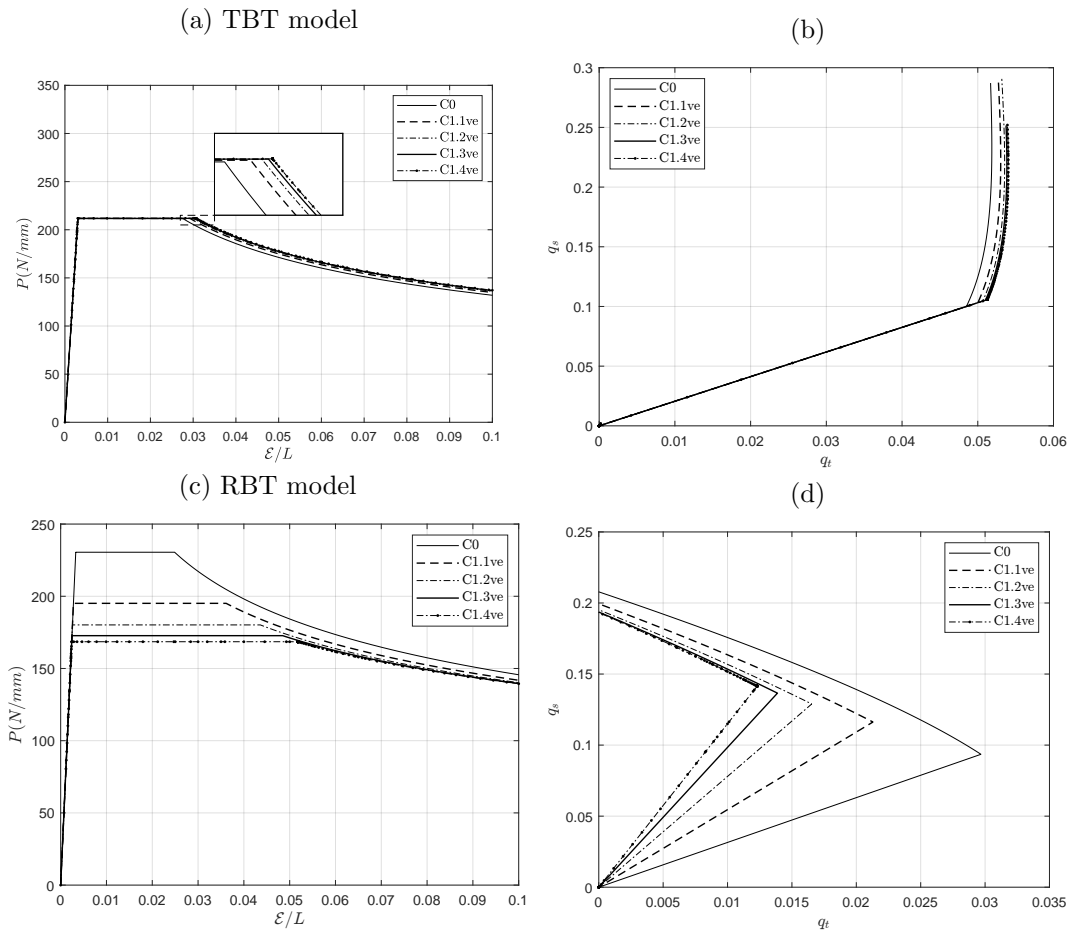 (a) TBT model
350
300
250
200
150
100
50
0
P(N/mm)
0 0.01 0.02 0.03 0.04 0.05 0.06 0.07 0.08 0.09 0.1
ℰ/L
C0
C1.1ve
C1.2ve
C1.3ve
C1.4ve
(b)
0.3
0.25
0.2
0.15
0.1
0.05
0
q_s
0 0.01 0.02 0.03 0.04 0.05 0.06
q_t
C0
C1.1ve
C1.2ve
C1.3ve
C1.4ve
(c) RBT model
250
200
150
100
50
0
P(N/mm)
0 0.01 0.02 0.03 0.04 0.05 0.06 0.07 0.08 0.09 0.1
ℰ/L
C0
C1.1ve
C1.2ve
C1.3ve
C1.4ve
(d)
0.25
0.2
0.15
0.1
0.05
0
q_s
0 0.005 0.01 0.015 0.02 0.025 0.03 0.035
q_t
C0
C1.1ve
C1.2ve
C1.3ve
C1.4ve